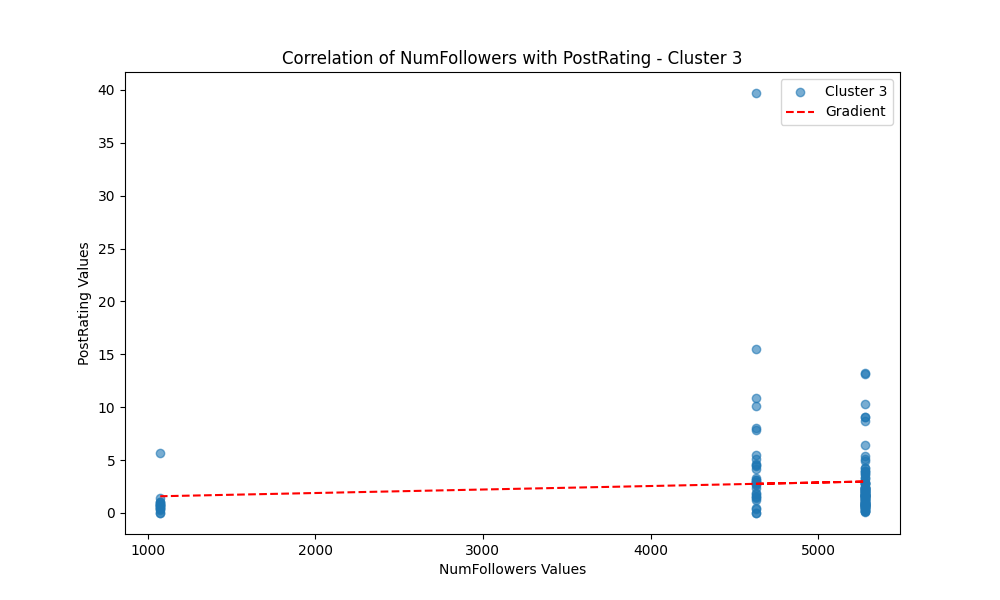 Correlation of NumFollowers with PostRating - Cluster 3
Cluster 3
Gradient
PostRating Values
40
35
30
25
20
15
10
5
0
1000 2000 3000 4000 5000
NumFollowers Values